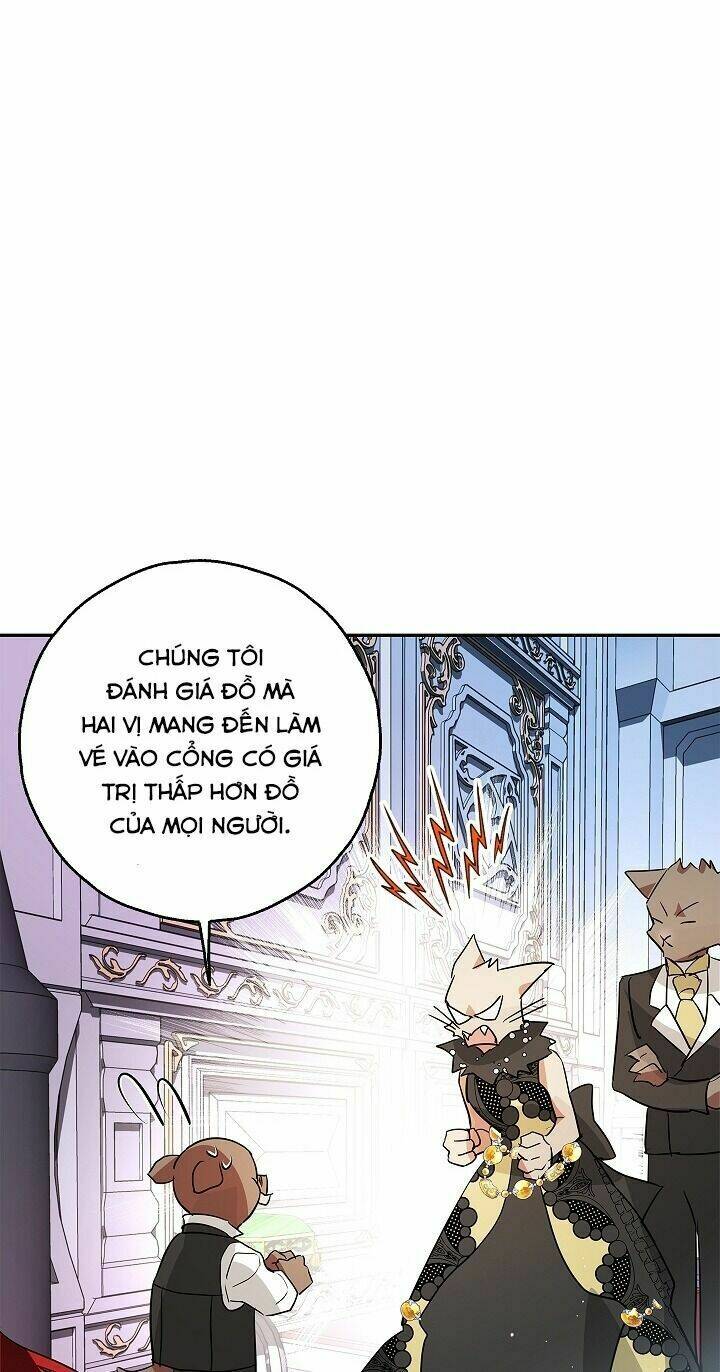 CHÚNG TÔI
ĐÁNH GIÁ ĐỒ MÀ
HAI VỊ MANG ĐẾN LÀM
VÉ VÀO CỔNG CÓ GIÁ
TRỊ THẤP HƠN ĐỒ
CỦA MỌI NGƯỜI.